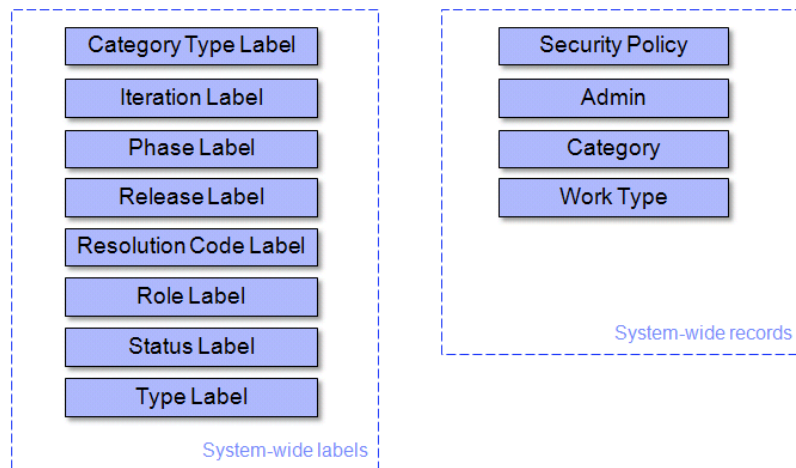 Category Type Label
Iteration Label
Phase Label
Release Label
Resolution Code Label
Role Label
Status Label
Type Label
System-wide labels
Security Policy
Admin
Category
Work Type
System-wide records